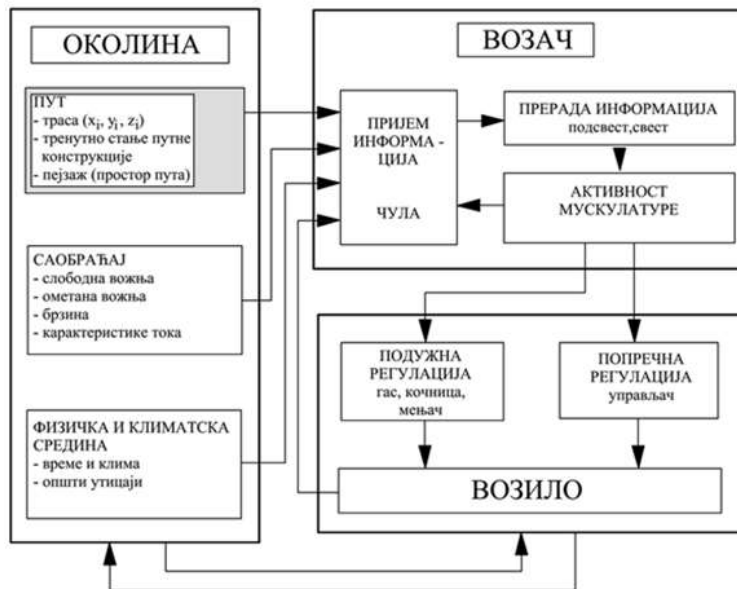 ОКОЛИНА
ПУТ
- траса (xi, yi, zi)
- тренутно стање путне
конструкције
- пејзаж (простор пута)
САОБРАЋАЈ
- слободна вожња
- ометана вожња
- брзина
- карактеристике тока
ФИЗИЧКА И КЛИМАТСКА
СРЕДИНА
- време и клима
- општи утицаји
ВОЗАЧ
ПРИЈЕМ
ИНФОРМА -
ЦИЈА
ЧУЛА
ПРЕРАДА ИНФОРМАЦИЈА
подсвест,свест
АКТИВНОСТ
МУСКУЛАТУРЕ
ПОДУЖНА
РЕГУЛАЦИЈА
гас, кочница,
мењач
ПОПРЕЧНА
РЕГУЛАЦИЈА
управљач
ВОЗИЛО